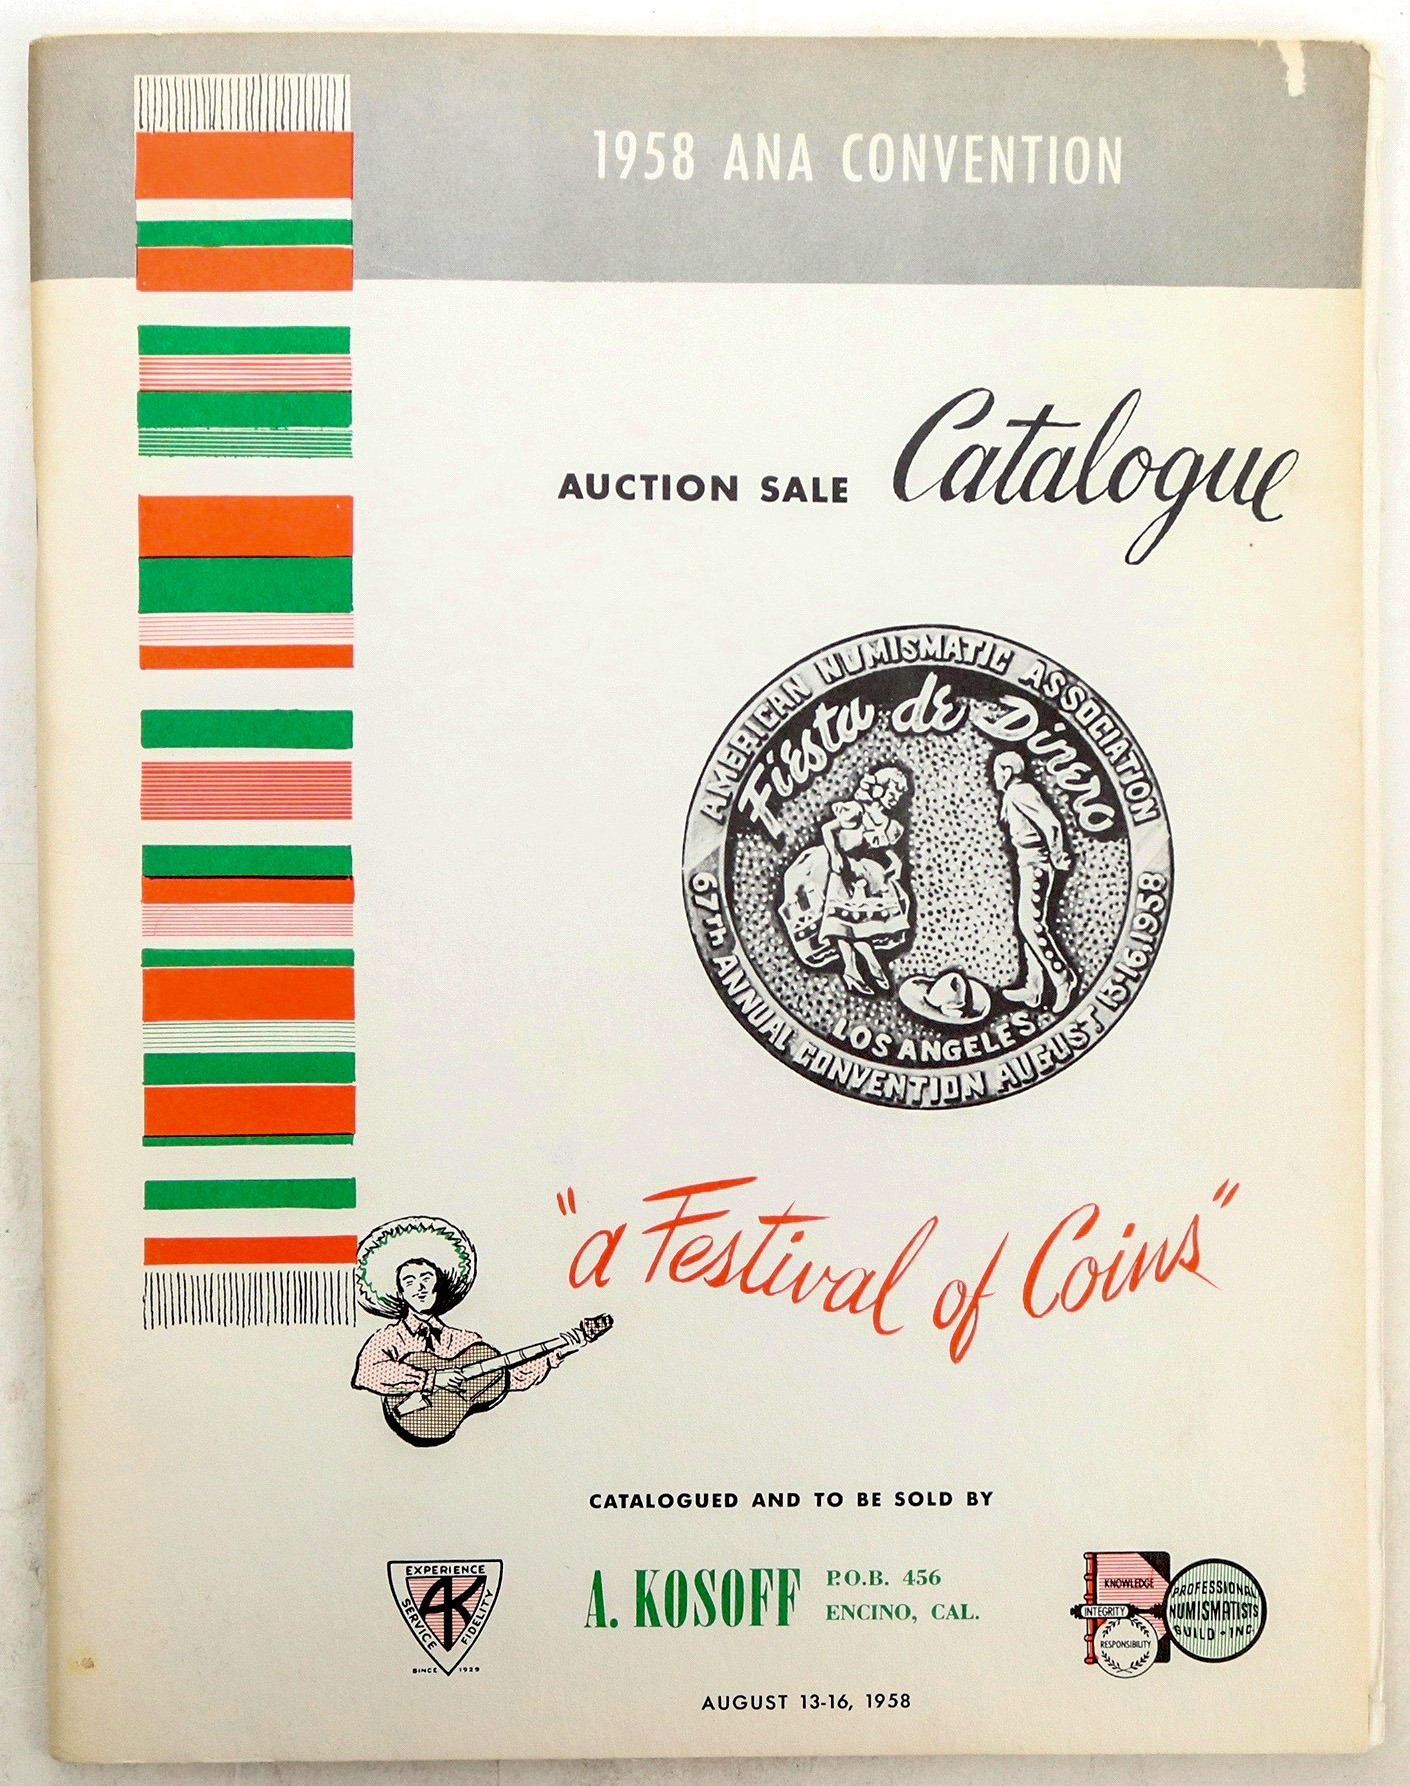 1958 ANA CONVENTION
AUCTION SALE Catalogue
AMERICAN NUMISMATIC ASSOCIATION
Fiesta de Dinero
LOS ANGELES
67TH ANNUAL CONVENTION AUGUST 13-16, 1958
"a Festival of Coins"
CATALOGUED AND TO BE SOLD BY
EXPERIENCE
SERVICE
AK
FIDELITY
SINCE 1929
A. KOSOFF
P.O.B. 456
ENCINO, CAL.
KNOWLEDGE
INTEGRITY
RESPONSIBILITY
PROFESSIONAL
NUMISMATISTS
GUILD - INC.
AUGUST 13-16, 1958